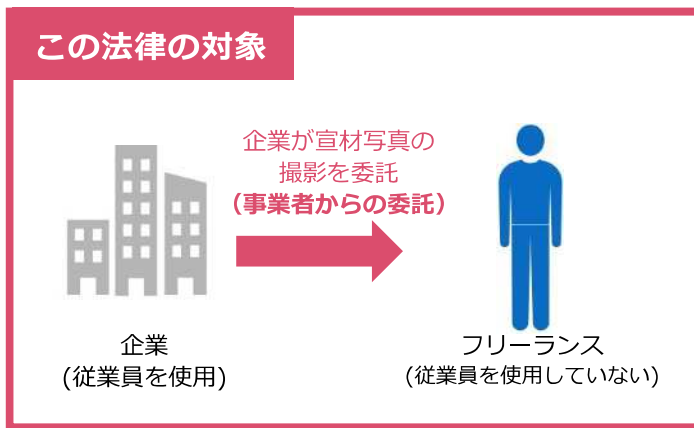 この法律の対象
企業が宣材写真の
撮影を委託
（事業者からの委託）
企業
(従業員を使用)
フリーランス
(従業員を使用していない)